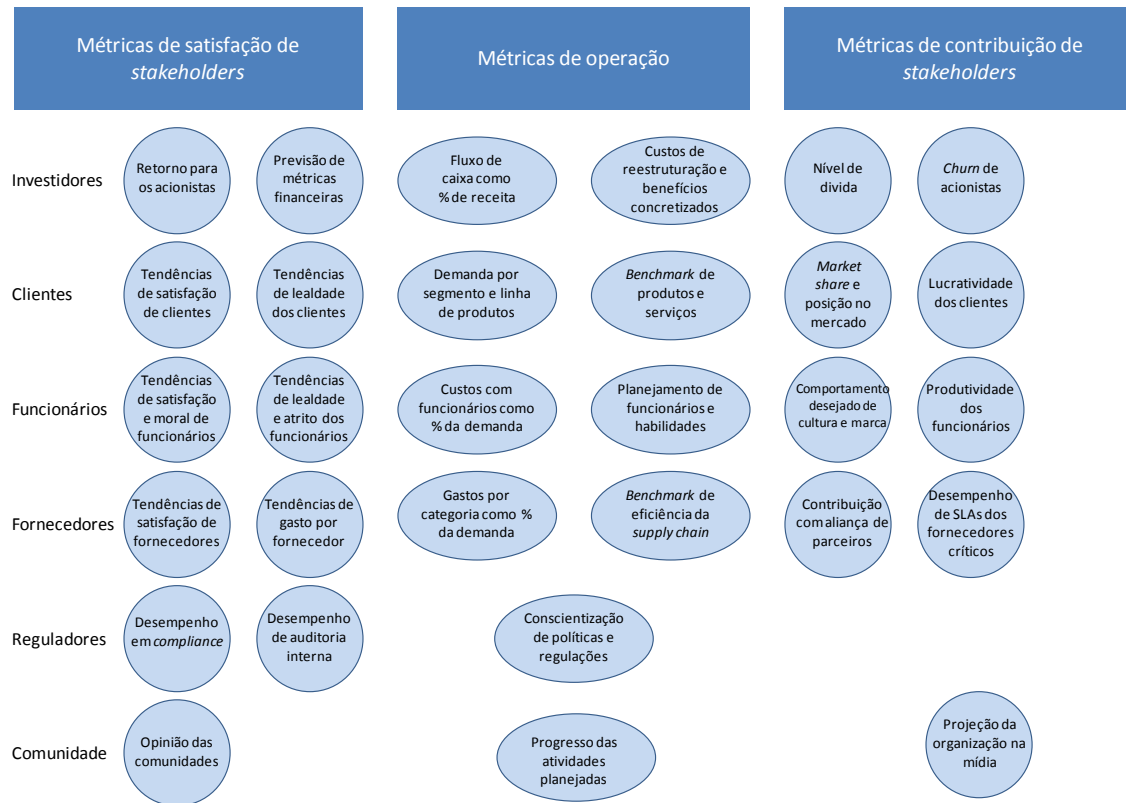 Métricas de satisfação de
stakeholders
Métricas de operação
Métricas de contribuição de
stakeholders
Investidores
Retorno para
os acionistas
Previsão de
métricas
financeiras
Fluxo de
caixa como
% de receita
Custos de
reestruturação e
benefícios
concretizados
Nível de
divida
Churn de
acionistas
Clientes
Tendências
de satisfação
de clientes
Tendências
de lealdade
dos clientes
Demanda por
segmento e linha
de produtos
Benchmark de
produtos e
serviços
Market
share e
posição no
mercado
Lucratividade
dos clientes
Funcionários
Tendências
de satisfação
e moral de
funcionários
Tendências
de lealdade
e atrito dos
funcionários
Custos com
funcionários como
% da demanda
Planejamento de
funcionários e
habilidades
Comportamento
desejado de
cultura e marca
Produtividade
dos
funcionários
Fornecedores
Tendências de
satisfação de
fornecedores
Tendências de
gasto por
fornecedor
Gastos por
categoria como %
da demanda
Benchmark de
eficiência da
supply chain
Contribuição
com aliança de
parceiros
Desempenho
de SLAs dos
fornecedores
críticos
Reguladores
Desempenho
em compliance
Desempenho
de auditoria
interna
Conscientização
de políticas e
regulações
Comunidade
Opinião das
comunidades
Progresso das
atividades
planejadas
Projeção da
organização na
mídia